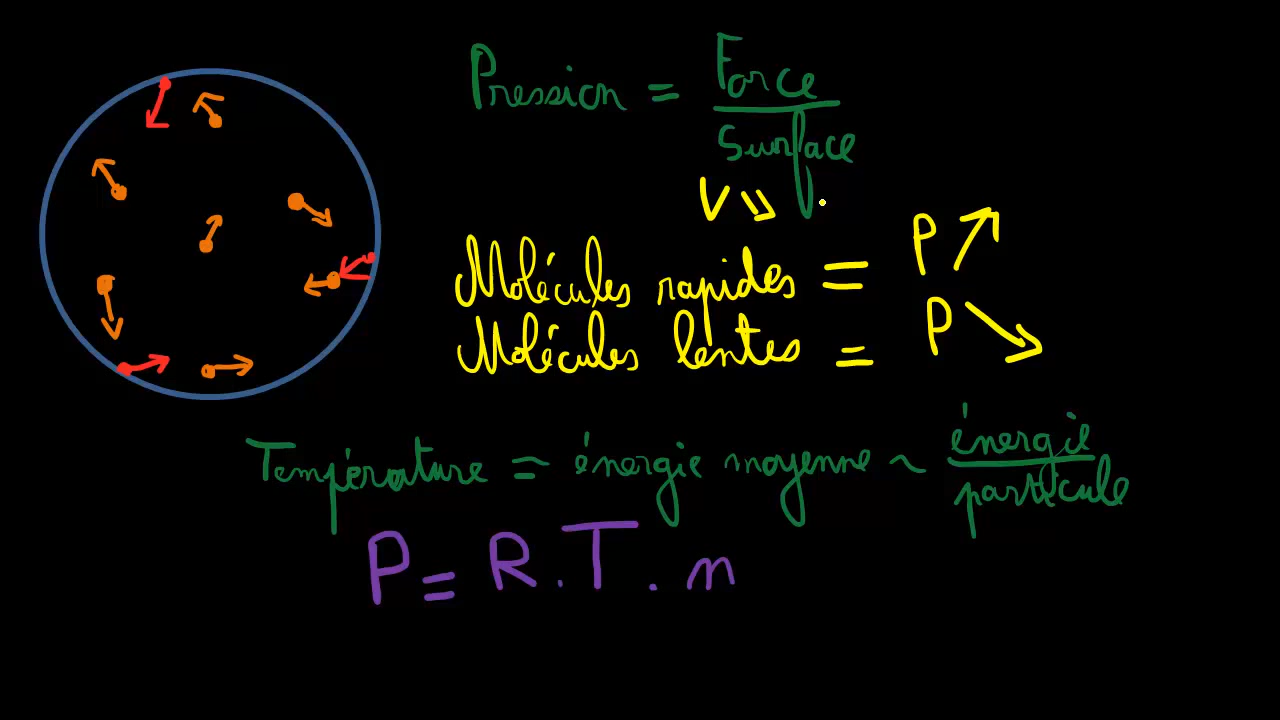 Pression = Force
surface
V ↘
Molécules rapides = P ↗
Molécules lentes = P ↘
Température = énergie moyenne ~ énergie
particule
P = R . T . n